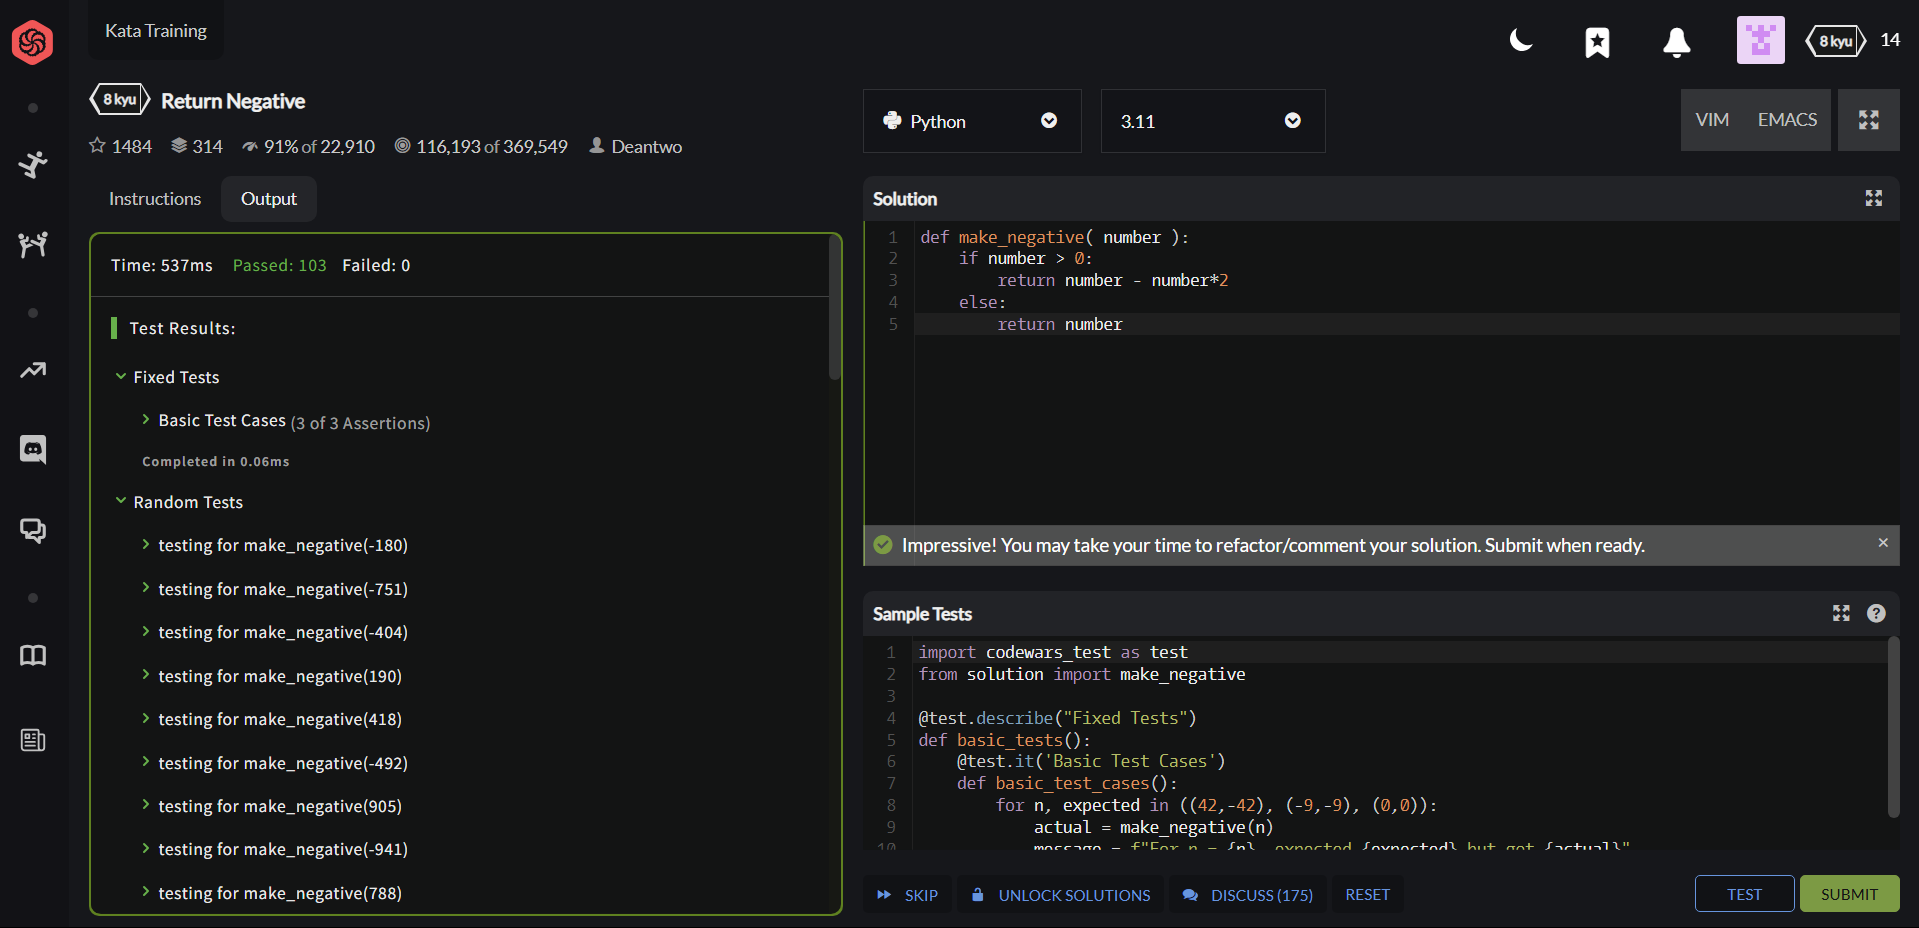 Kata Training
8 kyu
14
8 kyu Return Negative
1484 314 91% of 22,910 116,193 of 369,549 Deantwo
Python
3.11
VIM EMACS
Instructions Output
Time: 537ms Passed: 103 Failed: 0
Test Results:
Fixed Tests
Basic Test Cases (3 of 3 Assertions)
Completed in 0.06ms
Random Tests
testing for make_negative(-180)
testing for make_negative(-751)
testing for make_negative(-404)
testing for make_negative(190)
testing for make_negative(418)
testing for make_negative(-492)
testing for make_negative(905)
testing for make_negative(-941)
testing for make_negative(788)
Solution
1 def make_negative( number ):
2     if number > 0:
3         return number - number*2
4     else:
5         return number
Impressive! You may take your time to refactor/comment your solution. Submit when ready. ×
Sample Tests
?
1 import codewars_test as test
2 from solution import make_negative
3
4 @test.describe("Fixed Tests")
5 def basic_tests():
6     @test.it('Basic Test Cases')
7     def basic_test_cases():
8         for n, expected in ((42,-42), (-9,-9), (0,0)):
9             actual = make_negative(n)
10             message = f"For n = {n}, expected {expected} but got {actual}"
SKIP UNLOCK SOLUTIONS DISCUSS (175) RESET TEST SUBMIT